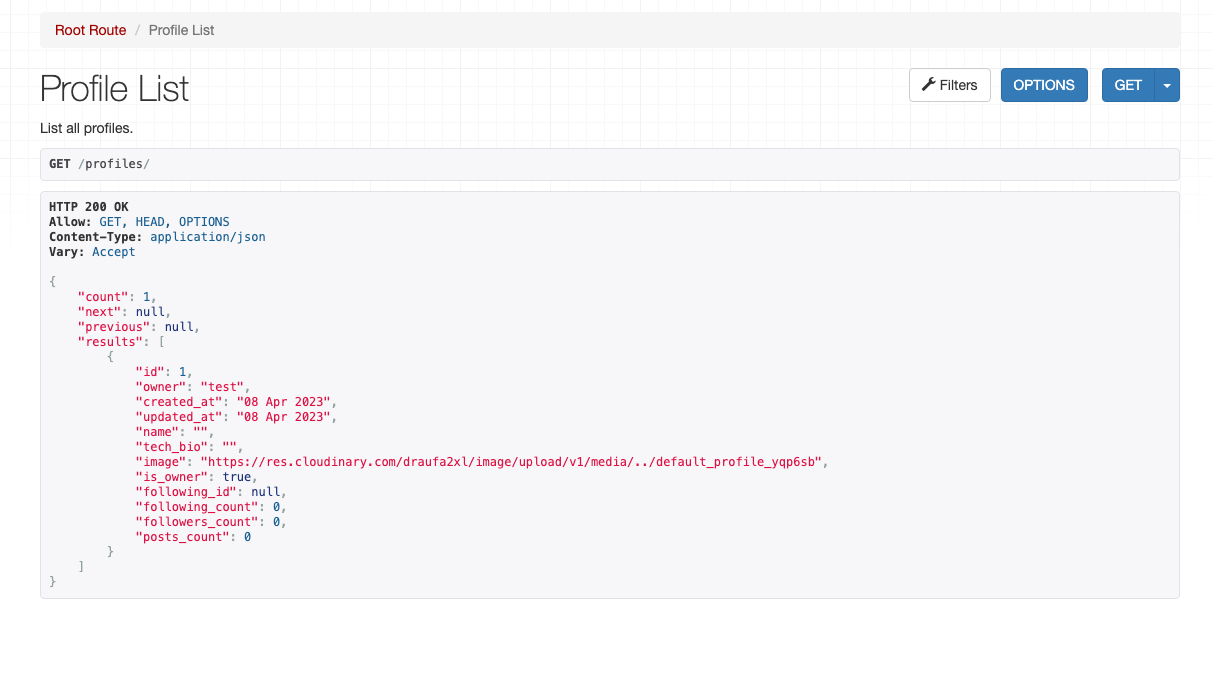 Root Route / Profile List
Profile List
Filters OPTIONS GET
List all profiles.
GET /profiles/
HTTP 200 OK
Allow: GET, HEAD, OPTIONS
Content-Type: application/json
Vary: Accept
{
    "count": 1,
    "next": null,
    "previous": null,
    "results": [
        {
            "id": 1,
            "owner": "test",
            "created_at": "08 Apr 2023",
            "updated_at": "08 Apr 2023",
            "name": "",
            "tech_bio": "",
            "image": "https://res.cloudinary.com/draufa2xl/image/upload/v1/media/../default_profile_yqp6sb",
            "is_owner": true,
            "following_id": null,
            "following_count": 0,
            "followers_count": 0,
            "posts_count": 0
        }
    ]
}